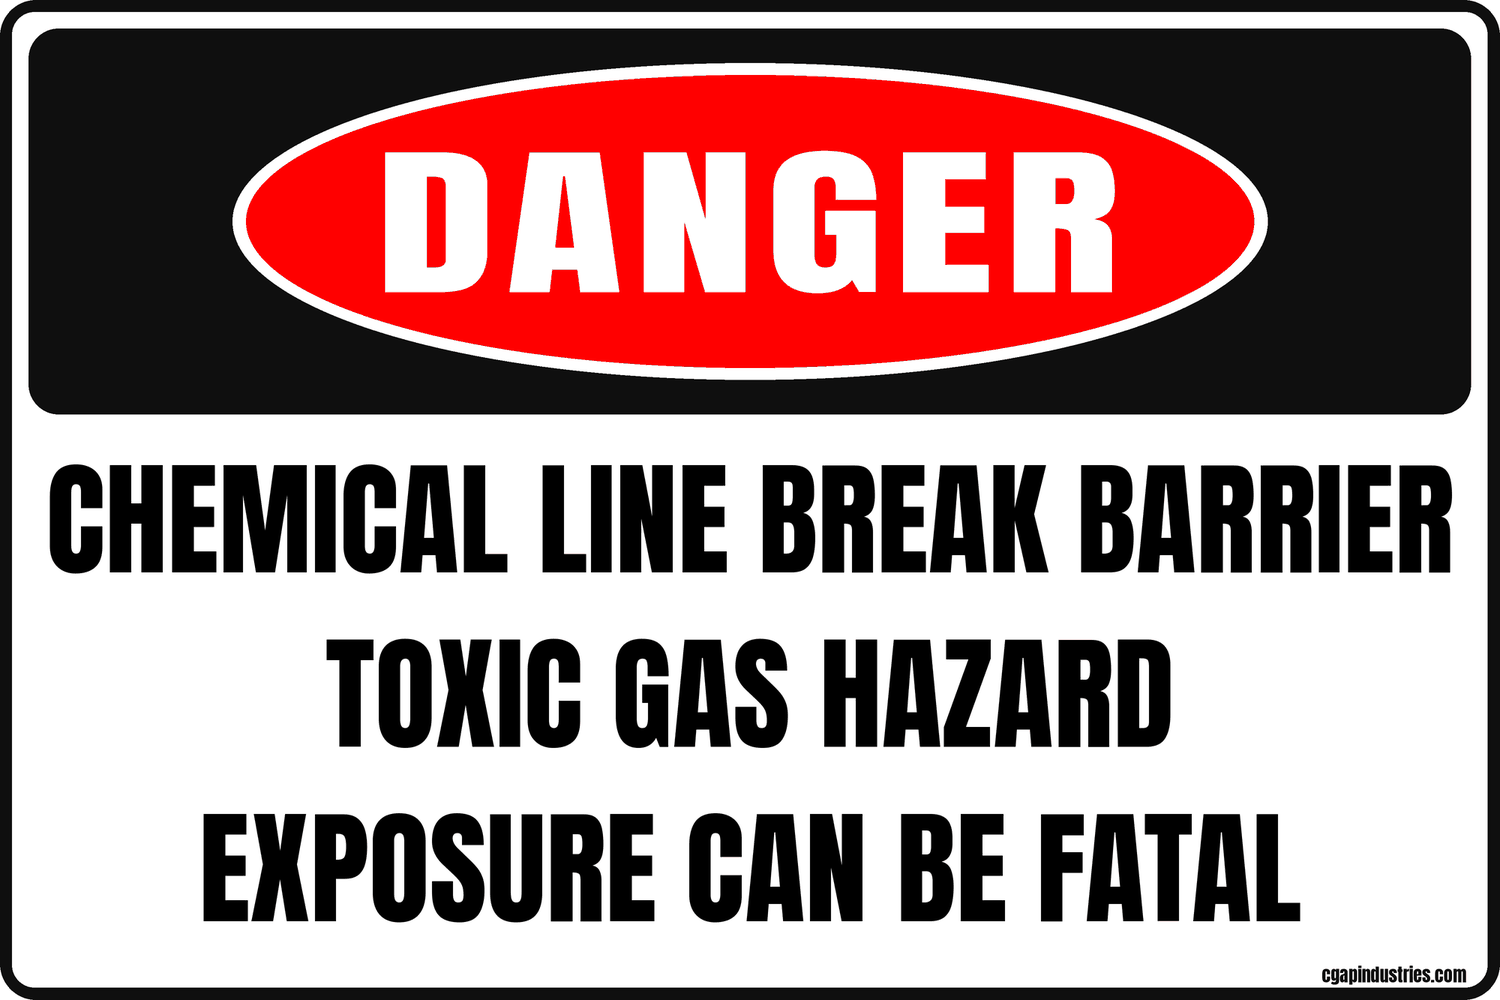 DANGER
CHEMICAL LINE BREAK BARRIER
TOXIC GAS HAZARD
EXPOSURE CAN BE FATAL
cgapindustries.com